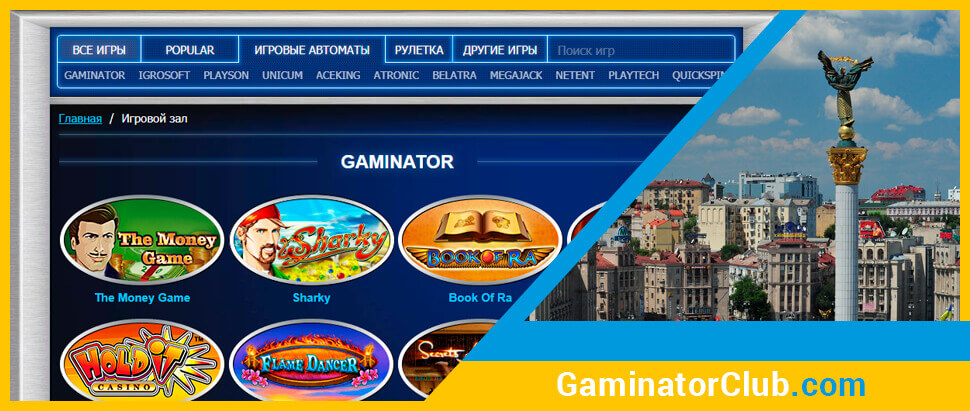 ВСЕ ИГРЫ POPULAR ИГРОВЫЕ АВТОМАТЫ РУЛЕТКА ДРУГИЕ ИГРЫ Поиск игр
GAMINATOR IGROSOFT PLAYSON UNICUM ACEKING ATRONIC BELATRA MEGAJACK NETENT PLAYTECH QUICKSPIN
Главная / Игровой зал
GAMINATOR
The Money Game
Sharky
BOOK OF RA
The Money Game Sharky Book Of Ra
HOLD IT CASINO
FLAME DANCER
Secrets
GaminatorClub.com